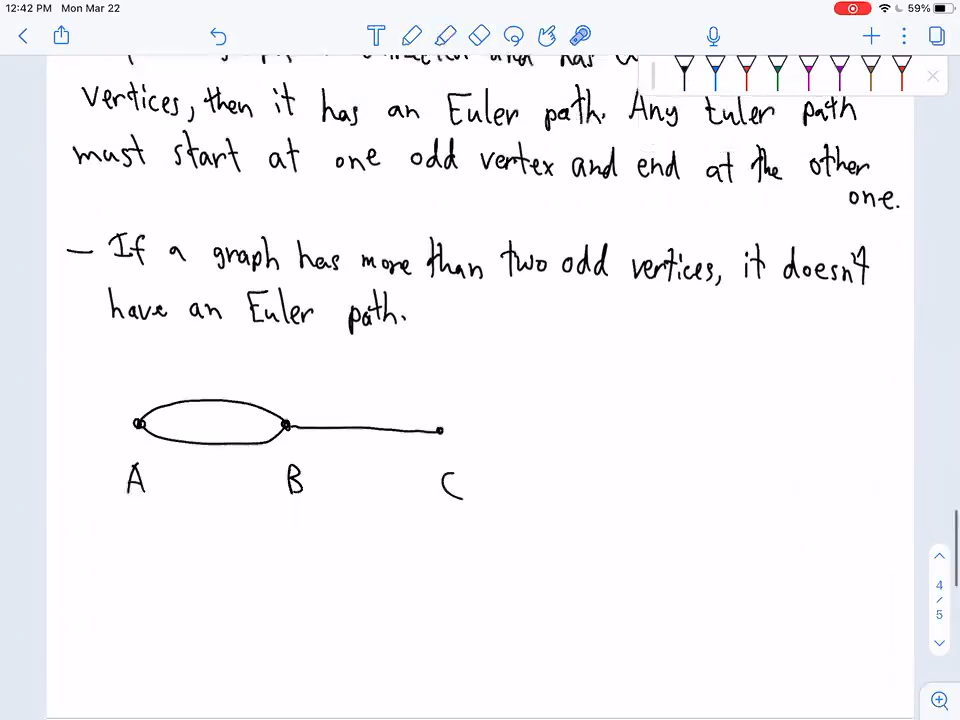 12:42 PM Mon Mar 22
59%
and has
vertices, then it has an Euler path. Any Euler path
must start at one odd vertex and end at the other
one.
— If a graph has more than two odd vertices, it doesn't
have an Euler path.
A B C
4
/
5